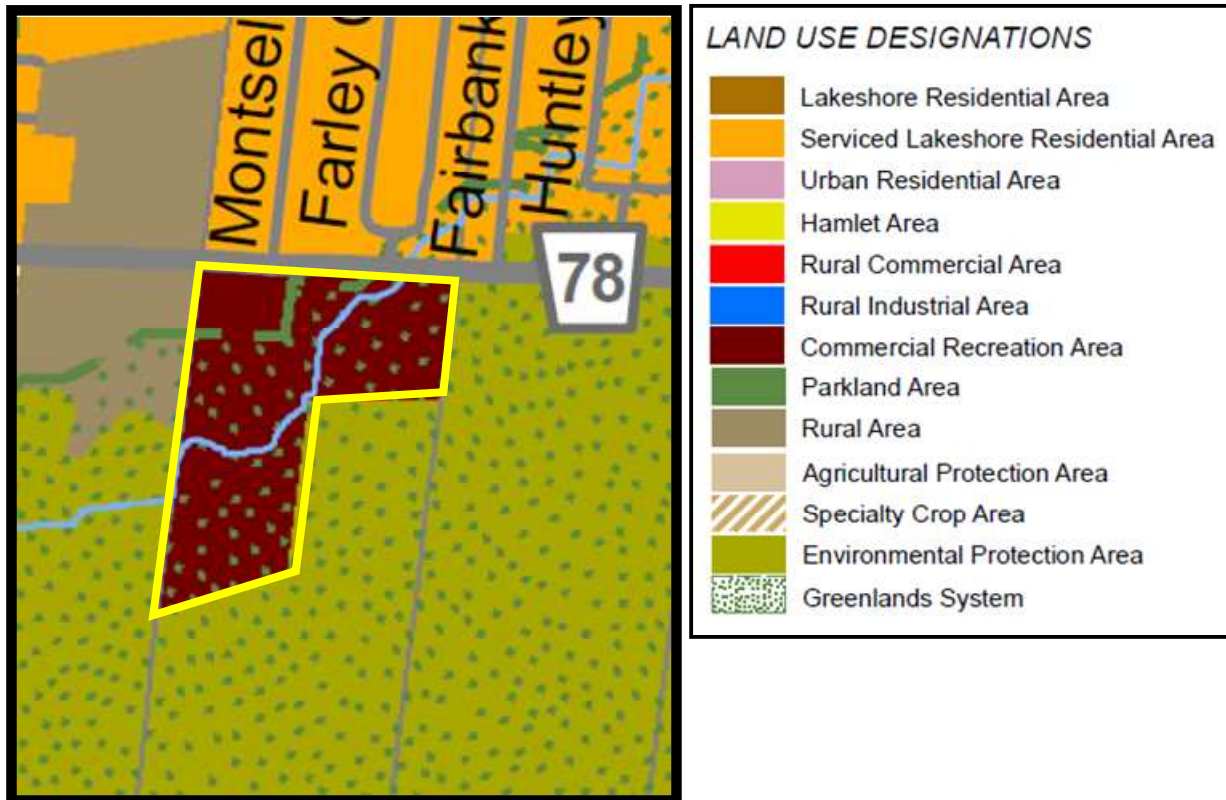 Montsel
Farley C
Fairbank
Huntley
78
LAND USE DESIGNATIONS
Lakeshore Residential Area
Serviced Lakeshore Residential Area
Urban Residential Area
Hamlet Area
Rural Commercial Area
Rural Industrial Area
Commercial Recreation Area
Parkland Area
Rural Area
Agricultural Protection Area
Specialty Crop Area
Environmental Protection Area
Greenlands System